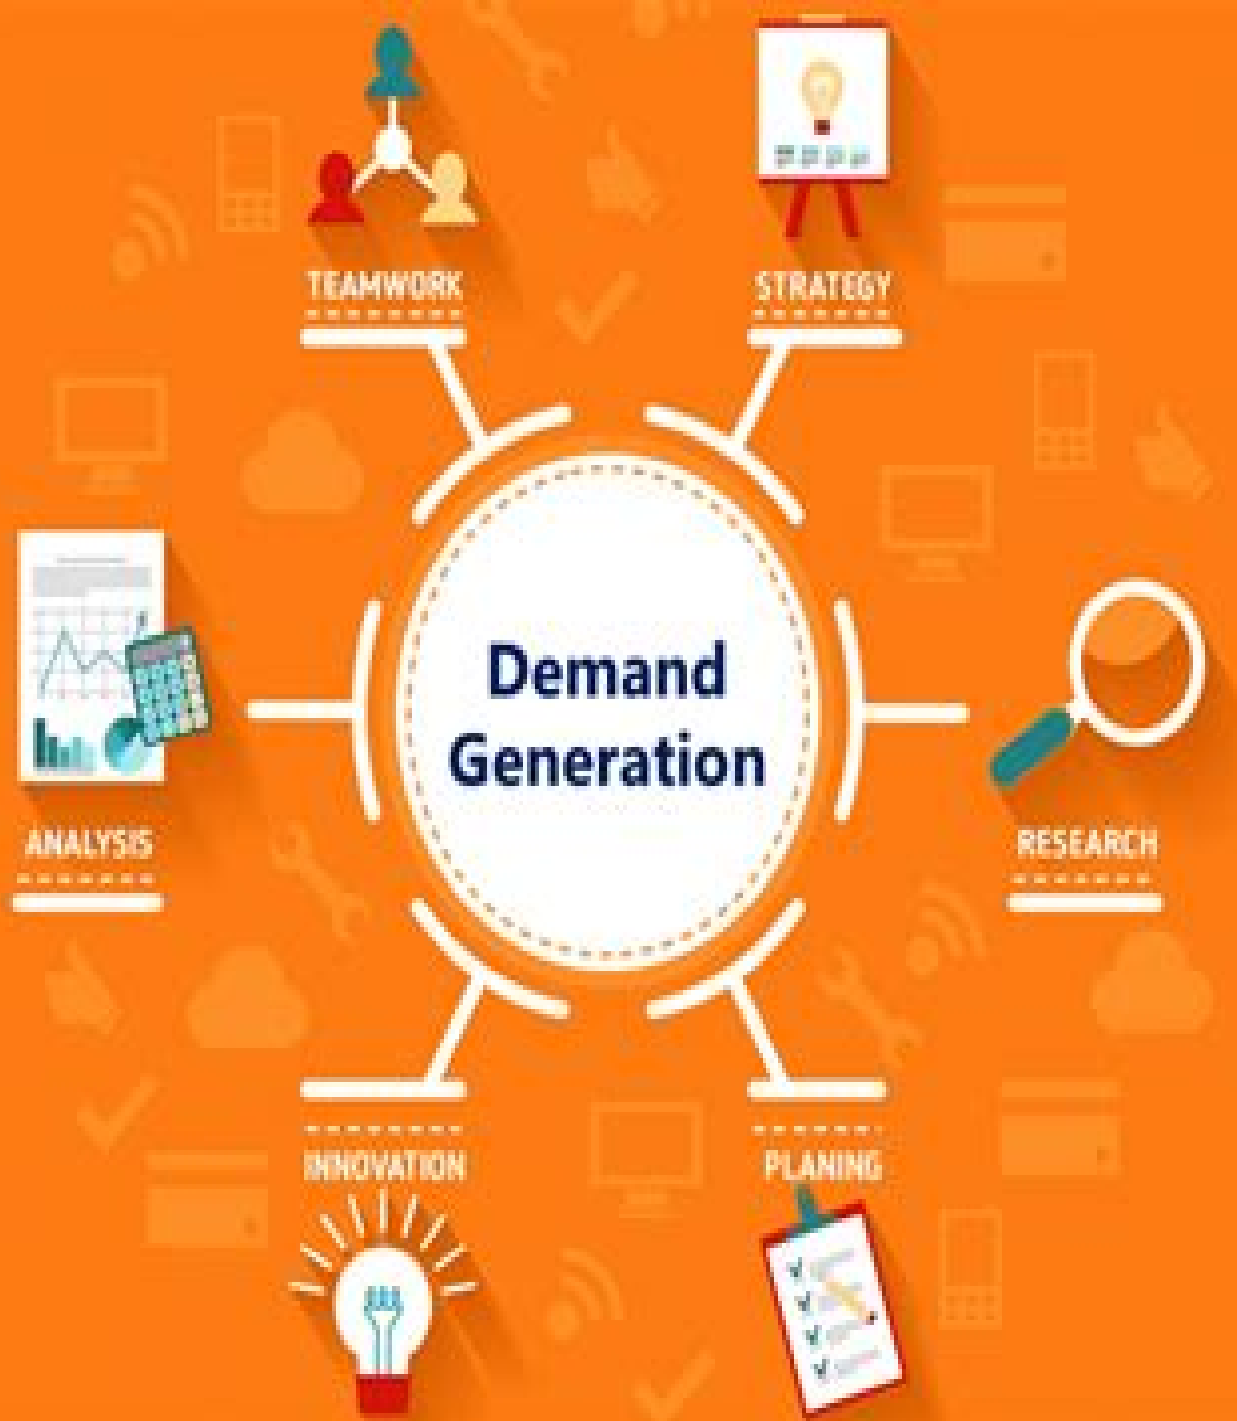 TEAMWORK
STRATEGY
Demand
Generation
ANALYSIS
RESEARCH
INNOVATION
PLANING